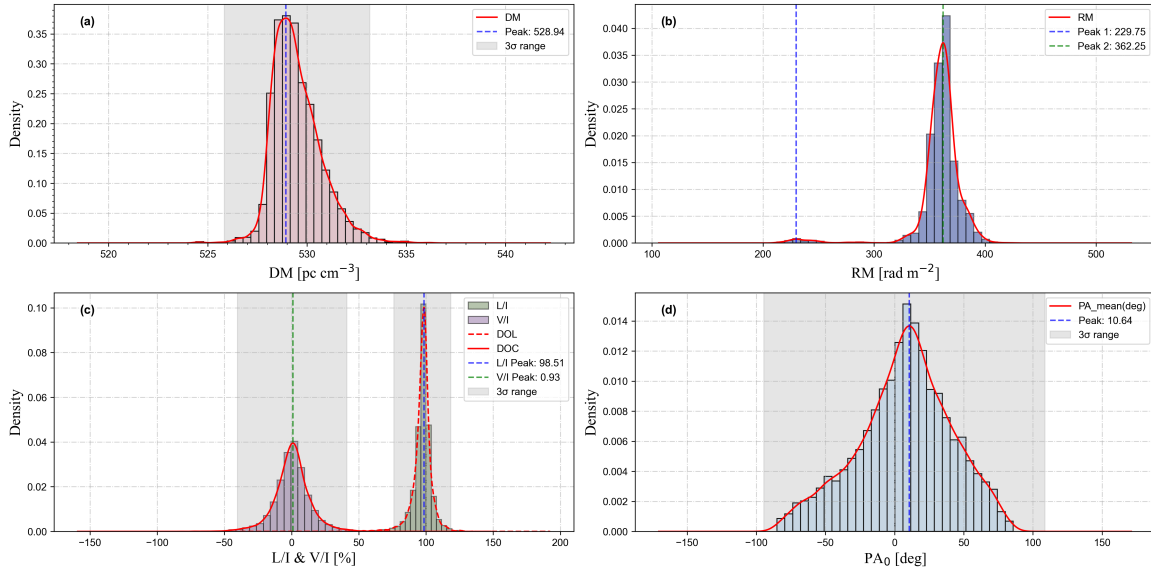 (a)
DM
Peak: 528.94
3σ range
0.35
0.30
0.25
0.20
0.15
0.10
0.05
0.00
Density
520
525
530
535
540
DM [pc cm⁻³]
(b)
RM
Peak 1: 229.75
Peak 2: 362.25
0.040
0.035
0.030
0.025
0.020
0.015
0.010
0.005
0.000
Density
100
200
300
400
500
RM [rad m⁻²]
(c)
L/I
V/I
DOL
DOC
L/I Peak: 98.51
V/I Peak: 0.93
3σ range
0.10
0.08
0.06
0.04
0.02
0.00
Density
−150
−100
−50
0
50
100
150
200
L/I & V/I [%]
(d)
PA_mean(deg)
Peak: 10.64
3σ range
0.014
0.012
0.010
0.008
0.006
0.004
0.002
0.000
Density
−150
−100
−50
0
50
100
150
PA₀ [deg]